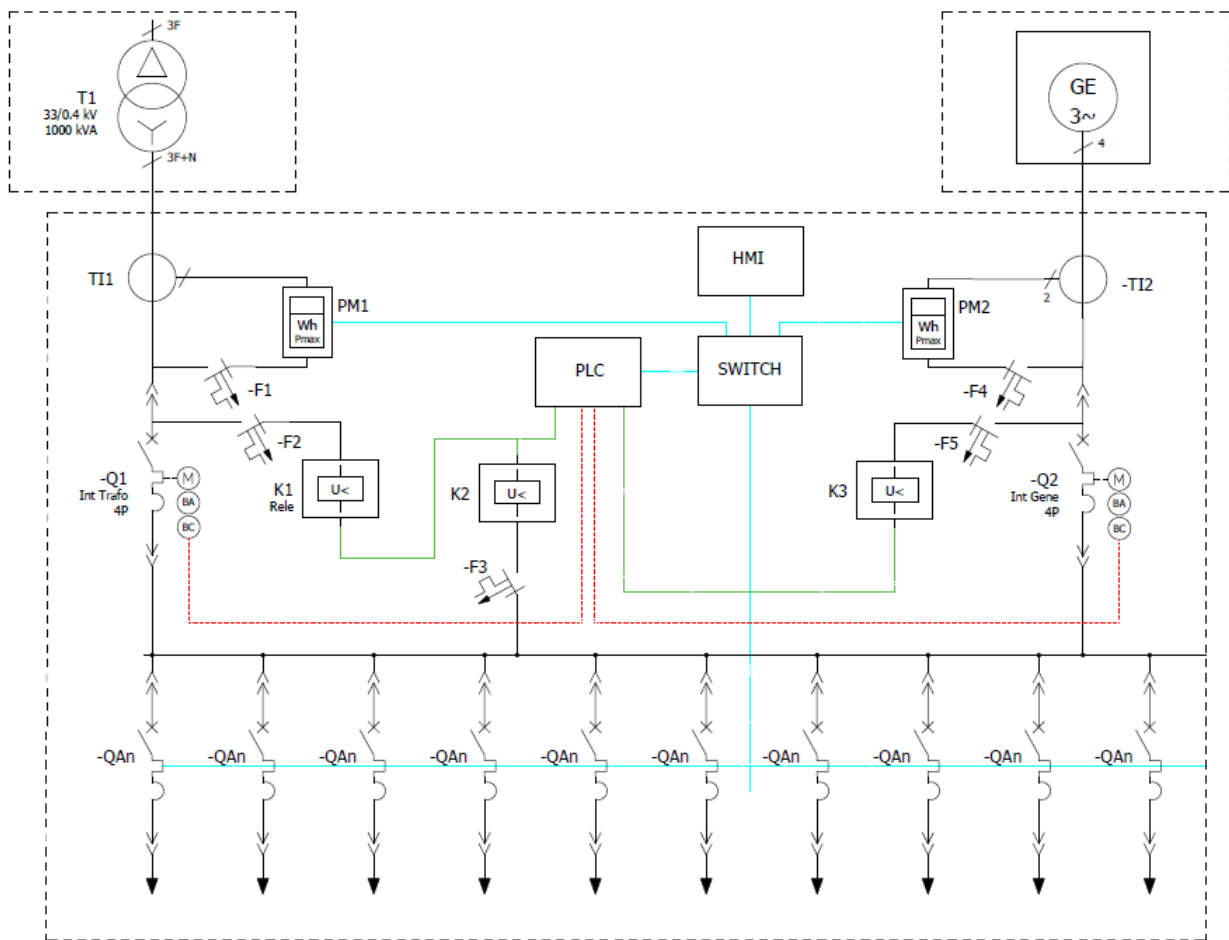 3F
T1
33/0.4 kV
1000 kVA
3F+N
GE
3~
4
TI1
PM1
Wh
Pmax
HMI
PM2
Wh
Pmax
2
-TI2
PLC
SWITCH
-F1
-F4
-F2
-F5
-Q1
Int Trafo
4P
M
BA
BC
K1
Rele
U<
K2
U<
K3
U<
-Q2
Int Gene
4P
M
BA
BC
-F3
-QAn
-QAn
-QAn
-QAn
-QAn
-QAn
-QAn
-QAn
-QAn
-QAn